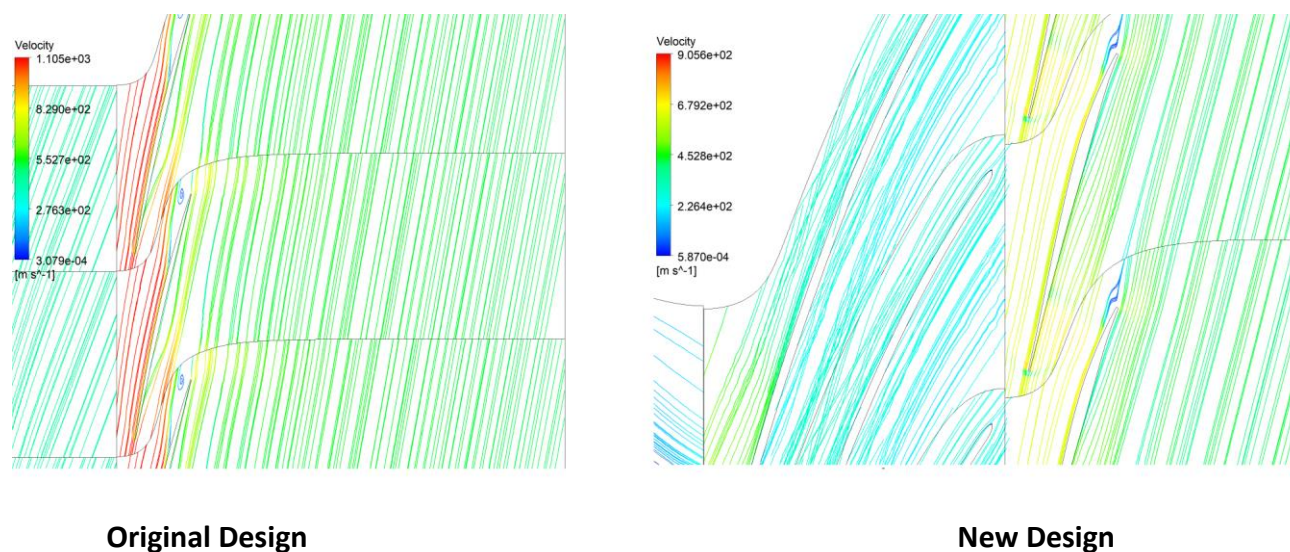 Velocity
1.105e+03
8.290e+02
5.527e+02
2.763e+02
3.079e-04
[m s^-1]
Velocity
9.056e+02
6.792e+02
4.528e+02
2.264e+02
5.870e-04
[m s^-1]
Original Design
New Design